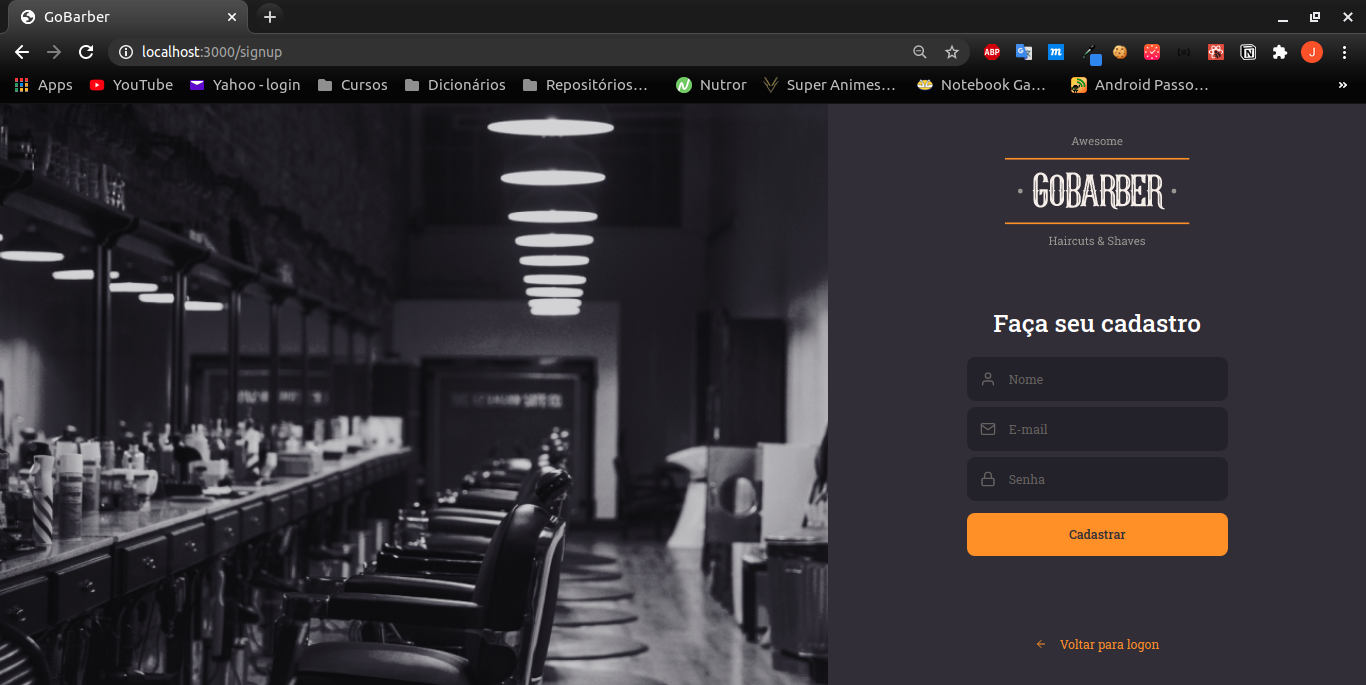 GoBarber
localhost:3000/signup
ABP
m
J
Apps
YouTube
Yahoo - login
Cursos
Dicionários
Repositórios...
Nutror
Super Animes...
Notebook Ga...
Android Passo...
»
Awesome
GOBARBER
Haircuts & Shaves
Faça seu cadastro
Nome
E-mail
Senha
Cadastrar
Voltar para logon